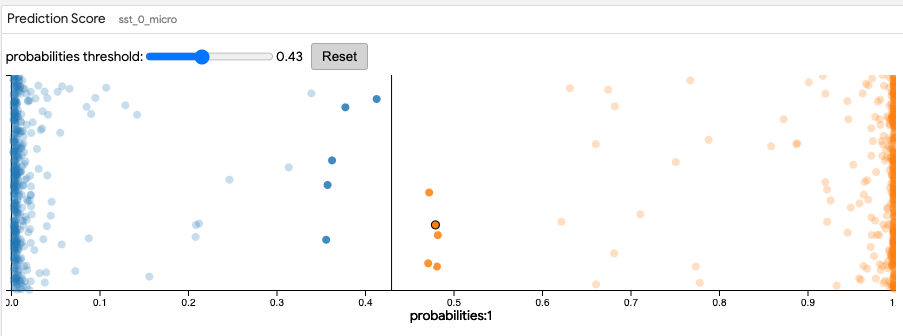 Prediction Score sst_0_micro
probabilities threshold: 0.43 Reset
0.0 0.1 0.2 0.3 0.4 0.5 0.6 0.7 0.8 0.9 1.
probabilities:1